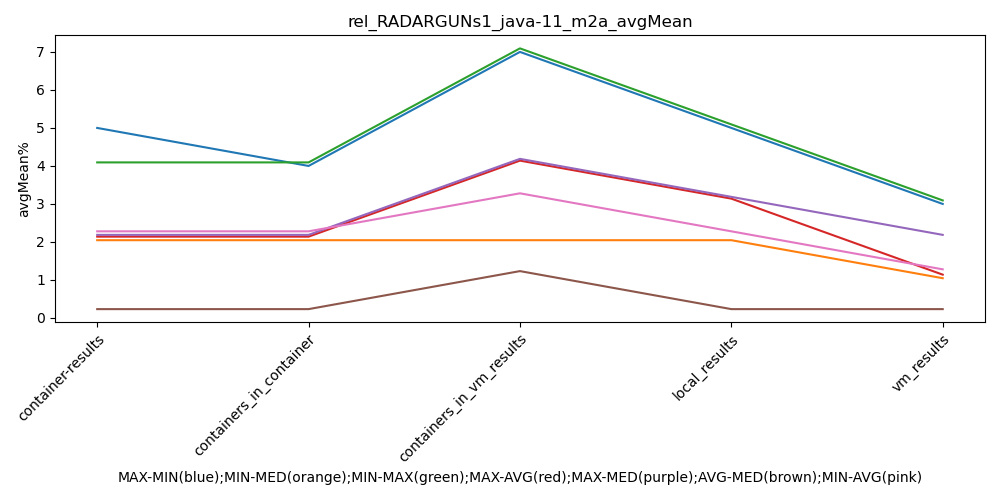 rel_RADARGUNs1_java-11_m2a_avgMean
avgMean%
7
6
5
4
3
2
1
0
container-results
containers_in_container
containers_in_vm_results
local_results
vm_results
MAX-MIN(blue);MIN-MED(orange);MIN-MAX(green);MAX-AVG(red);MAX-MED(purple);AVG-MED(brown);MIN-AVG(pink)